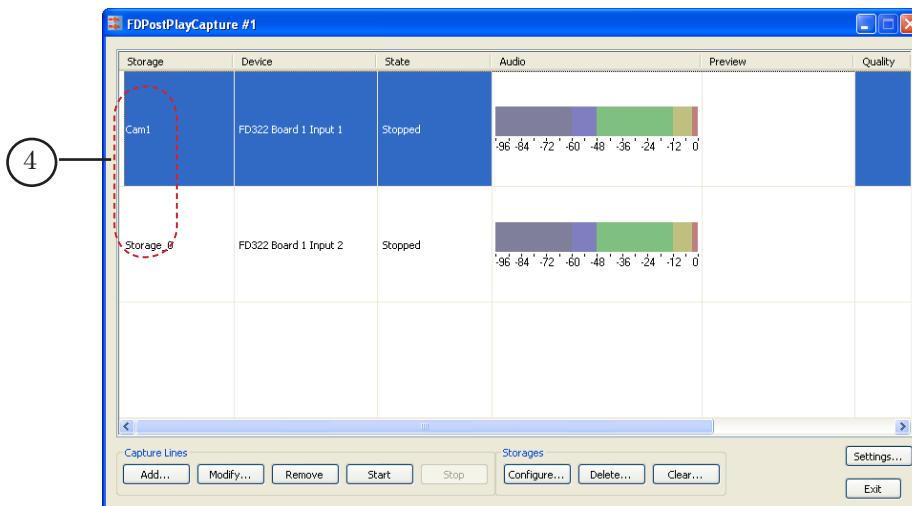 FDPostPlayCapture #1
Storage Device State Audio Preview Quality
Cam1 FD322 Board 1 Input 1 Stopped
-96 -84 -72 -60 -48 -36 -24 -12 0
4
Storage_0 FD322 Board 1 Input 2 Stopped
-96 -84 -72 -60 -48 -36 -24 -12 0
Capture Lines Storages
Add... Modify... Remove Start Stop Configure... Delete... Clear... Settings...
Exit